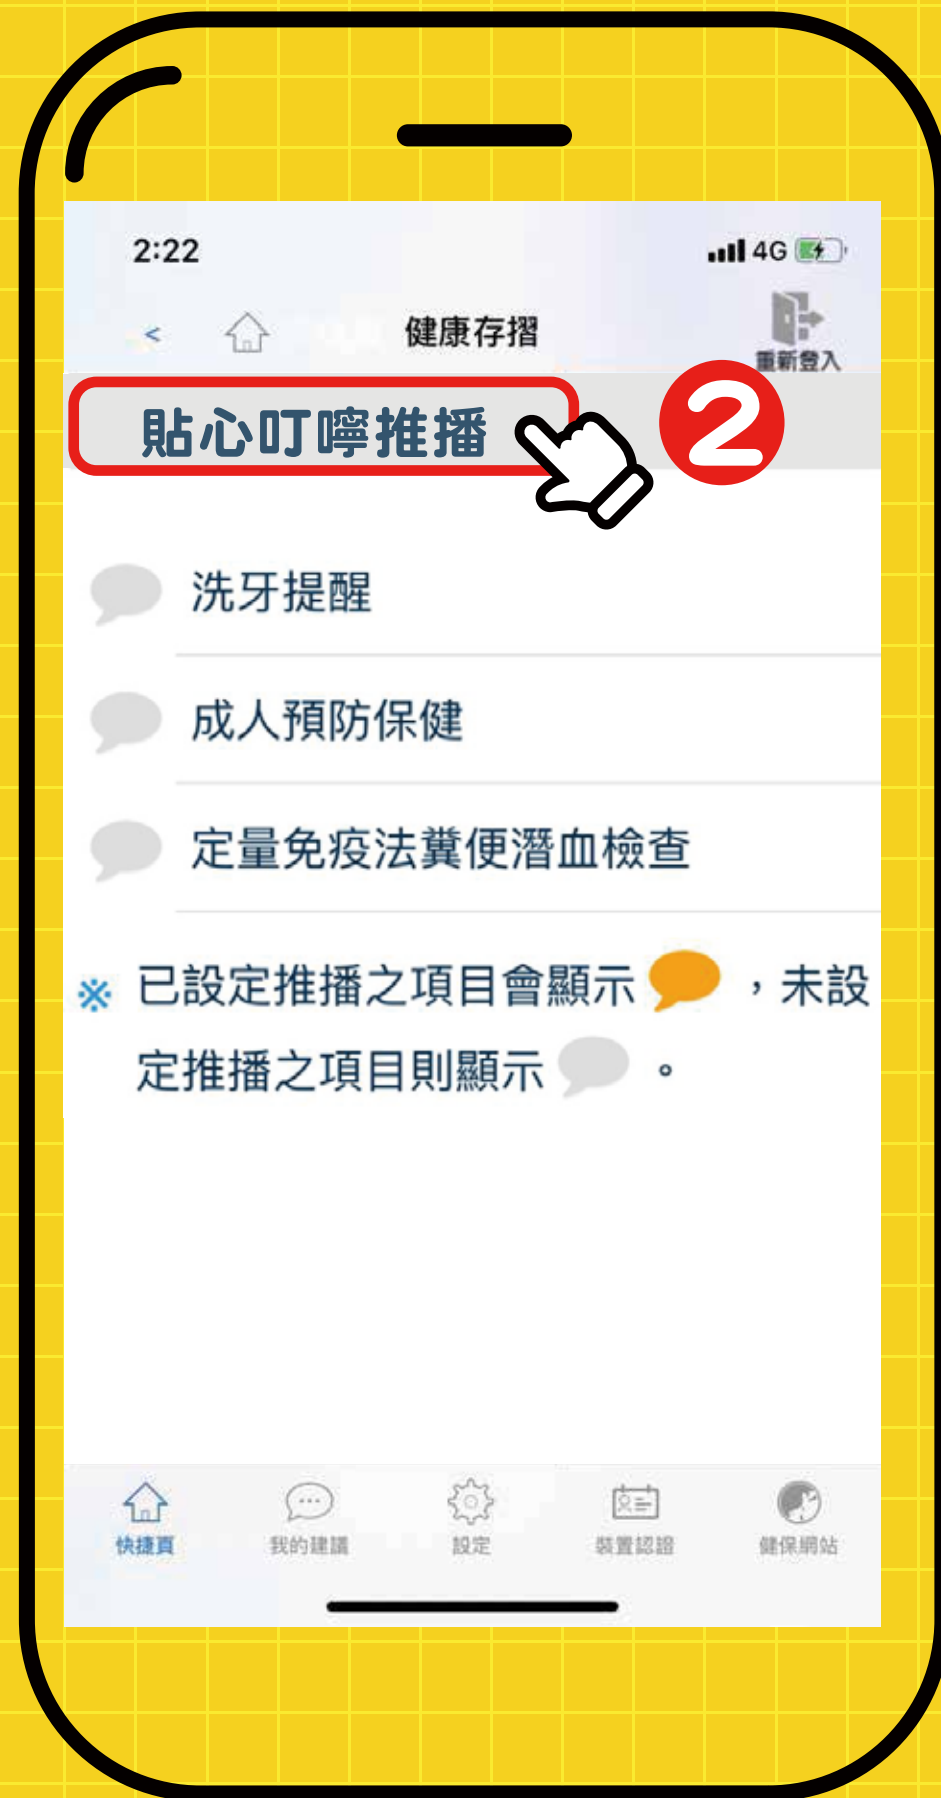 2:22
4G
<
健康存摺
重新登入
貼心叮嚀推播
2
洗牙提醒
成人預防保健
定量免疫法糞便潛血檢查
※ 已設定推播之項目會顯示 ，未設
定推播之項目則顯示 。
快捷頁
我的建議
設定
裝置認證
健保網站